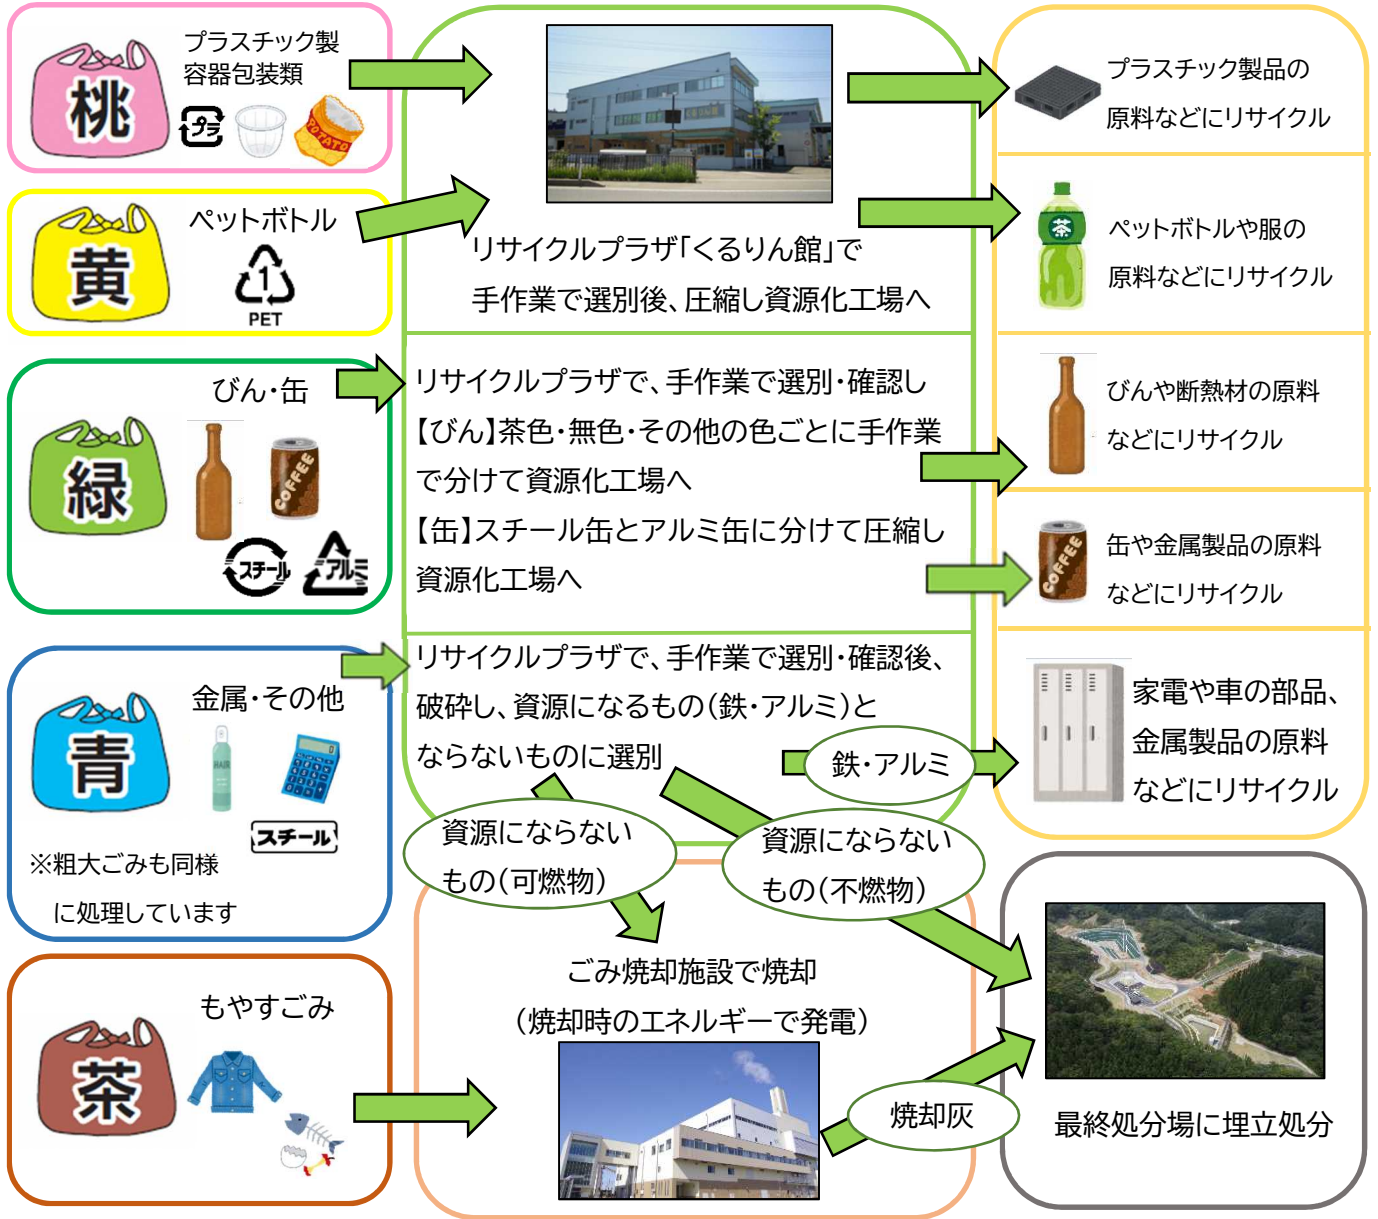 桃
プラスチック製
容器包装類
プラ
POTATO
黄
ペットボトル
1
PET
緑
びん・缶
COFFEE
スチール
アルミ
青
金属・その他
HAIR
0
スチール
※粗大ごみも同様
に処理しています
茶
もやすごみ
リサイクルプラザ「くるりん館」で
手作業で選別後、圧縮し資源化工場へ
リサイクルプラザで、手作業で選別・確認し
【びん】茶色・無色・その他の色ごとに手作業
で分けて資源化工場へ
【缶】スチール缶とアルミ缶に分けて圧縮し
資源化工場へ
リサイクルプラザで、手作業で選別・確認後、
破砕し、資源になるもの（鉄・アルミ）と
ならないものに選別
鉄・アルミ
資源にならない
もの（可燃物）
資源にならない
もの（不燃物）
ごみ焼却施設で焼却
（焼却時のエネルギーで発電）
焼却灰
プラスチック製品の
原料などにリサイクル
茶
ペットボトルや服の
原料などにリサイクル
びんや断熱材の原料
などにリサイクル
COFFEE
缶や金属製品の原料
などにリサイクル
家電や車の部品、
金属製品の原料
などにリサイクル
最終処分場に埋立処分